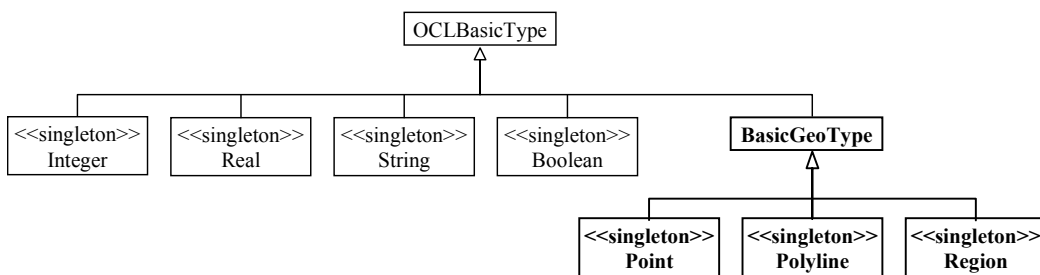 OCLBasicType
<<singleton>>
Integer
<<singleton>>
Real
<<singleton>>
String
<<singleton>>
Boolean
BasicGeoType
<<singleton>>
Point
<<singleton>>
Polyline
<<singleton>>
Region